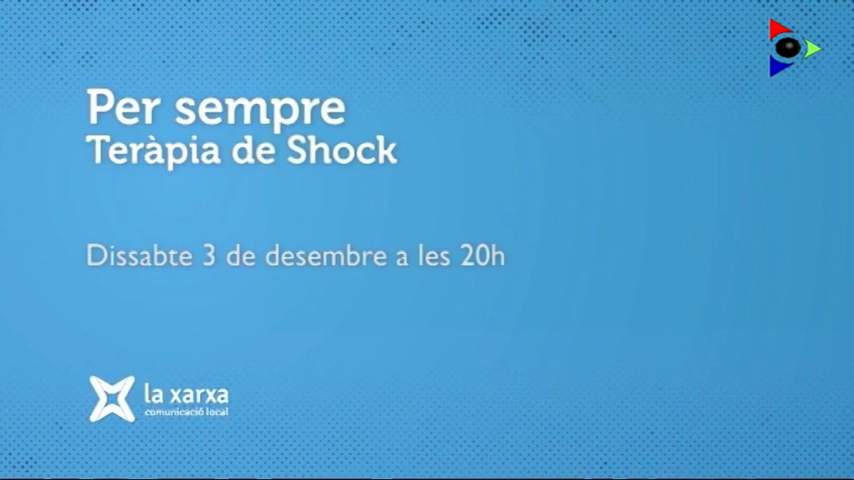 Per sempre
Teràpia de Shock
Dissabte 3 de desembre a les 20h
la xarxa
comunicació local